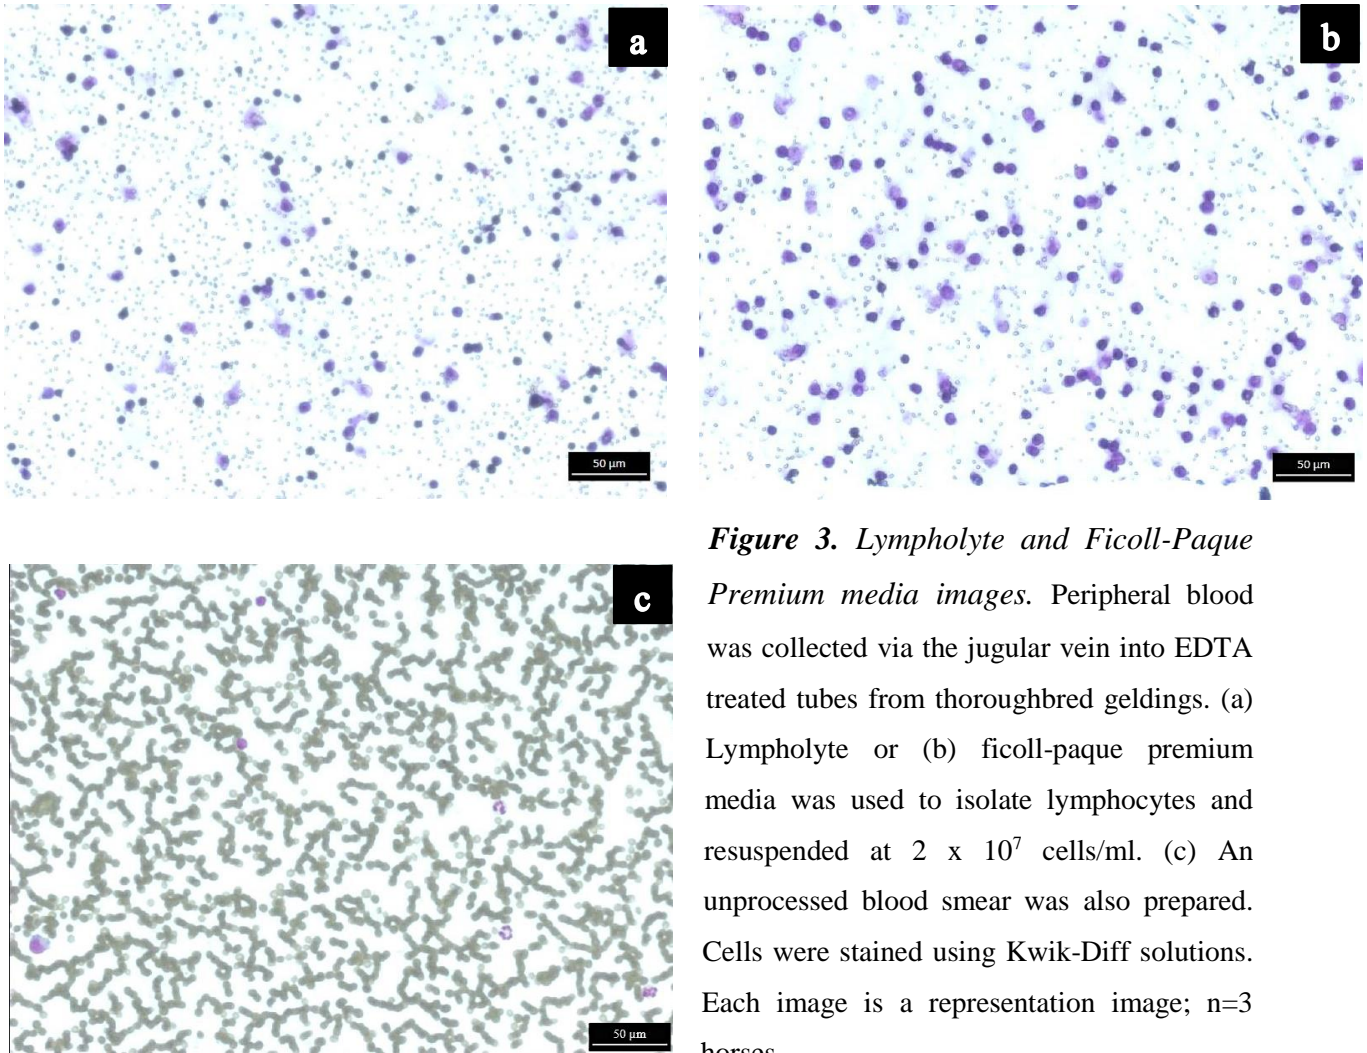 a
50 µm
b
50 µm
c
50 µm
Figure 3. Lympholyte and Ficoll-Paque
Premium media images. Peripheral blood
was collected via the jugular vein into EDTA
treated tubes from thoroughbred geldings. (a)
Lympholyte or (b) ficoll-paque premium
media was used to isolate lymphocytes and
resuspended at 2 x 10⁷ cells/ml. (c) An
unprocessed blood smear was also prepared.
Cells were stained using Kwik-Diff solutions.
Each image is a representation image; n=3
horses